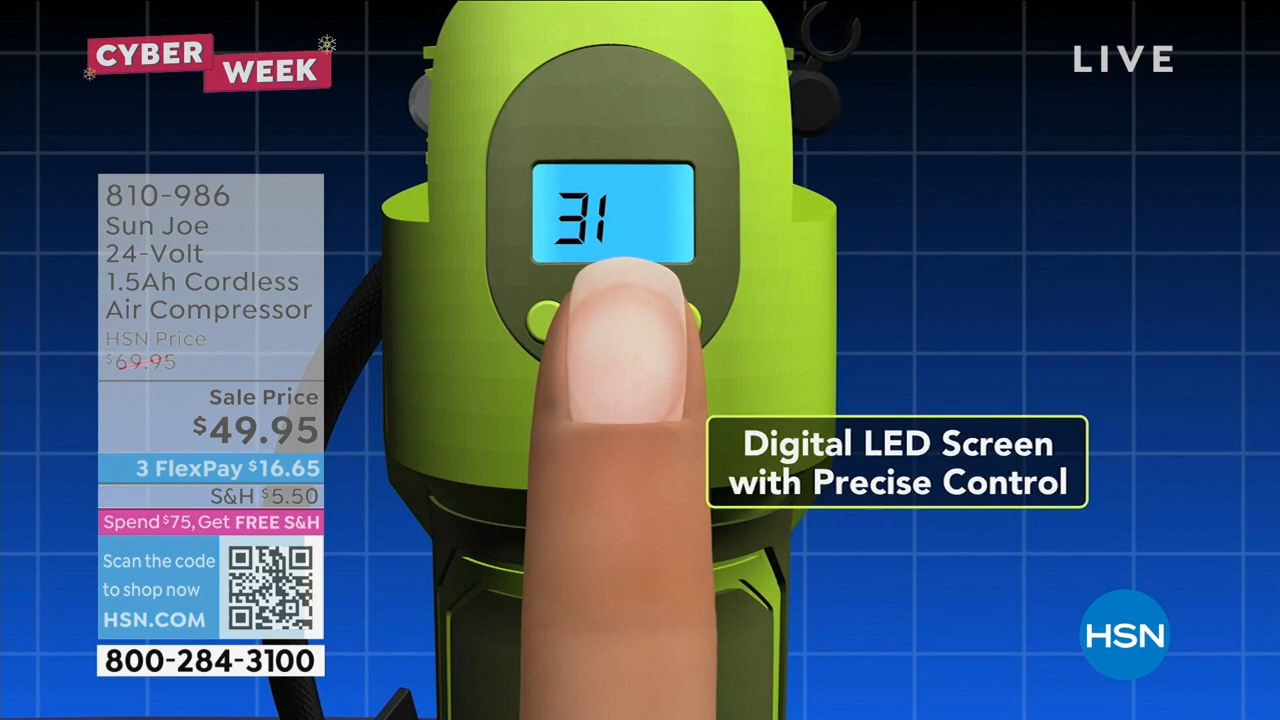 CYBER
WEEK
LIVE
810-986
Sun Joe
24-Volt
1.5Ah Cordless
Air Compressor
HSN Price
$69.95
Sale Price
$49.95
3 FlexPay $16.65
S&H $5.50
Spend $75, Get FREE S&H
Scan the code
to shop now
HSN.COM
800-284-3100
31
Digital LED Screen
with Precise Control
HSN